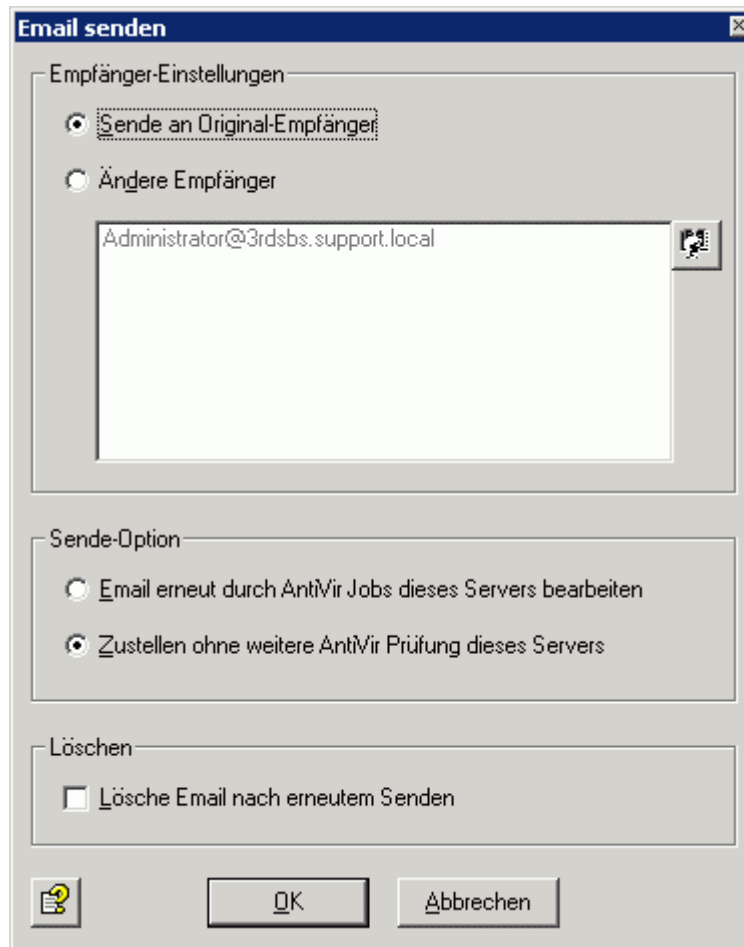 Email senden
Empfänger-Einstellungen
Sende an Original-Empfänger
Ändere Empfänger
Administrator@3rdsbs.support.local
Sende-Option
Email erneut durch AntiVir Jobs dieses Servers bearbeiten
Zustellen ohne weitere AntiVir Prüfung dieses Servers
Löschen
Lösche Email nach erneutem Senden
OK
Abbrechen